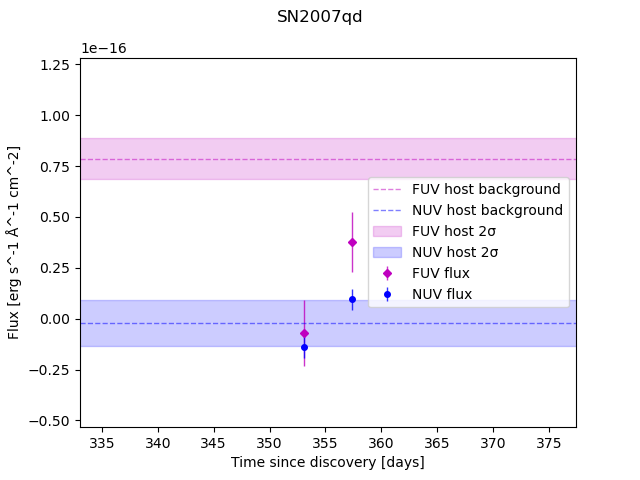 SN2007qd
1e−16
1.25
1.00
0.75
0.50
0.25
0.00
−0.25
−0.50
Flux [erg s^-1 Å^-1 cm^-2]
FUV host background
NUV host background
FUV host 2σ
NUV host 2σ
FUV flux
NUV flux
335 340 345 350 355 360 365 370 375
Time since discovery [days]